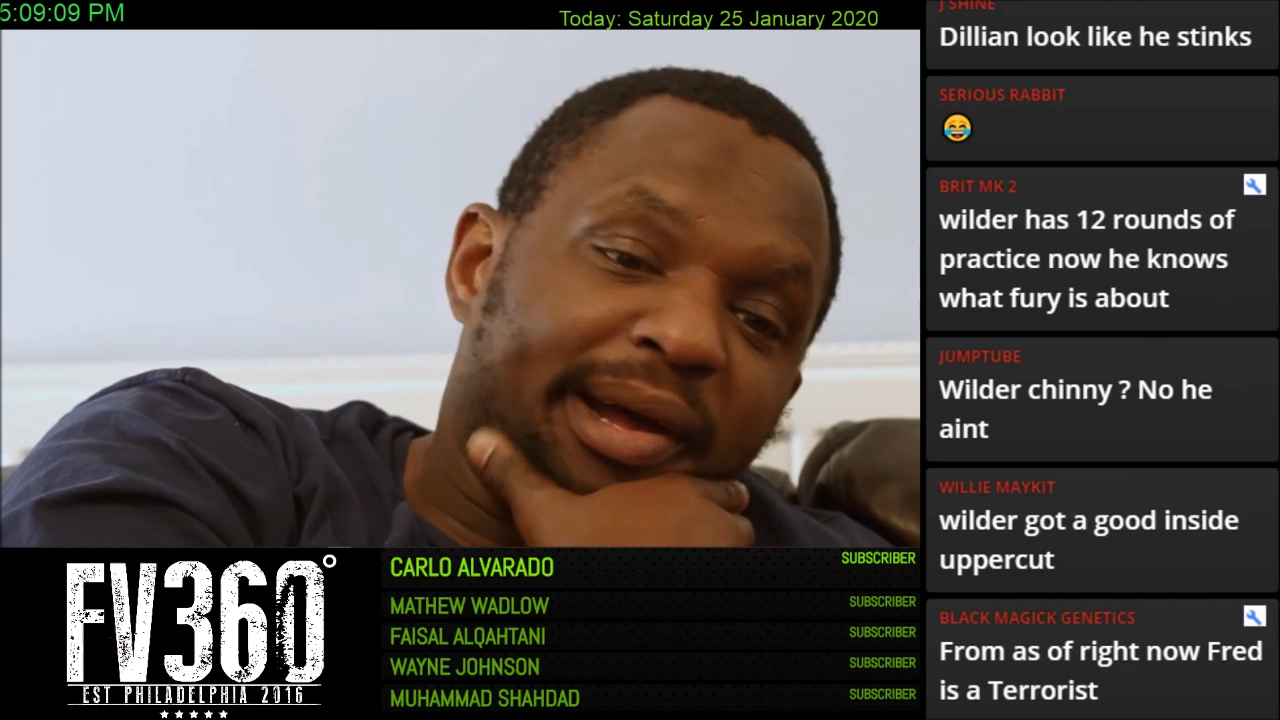 5:09:09 PM
Today: Saturday 25 January 2020
J SHINE
Dillian look like he stinks
SERIOUS RABBIT
BRIT MK 2
wilder has 12 rounds of
practice now he knows
what fury is about
JUMPTUBE
Wilder chinny ? No he
aint
WILLIE MAYKIT
wilder got a good inside
uppercut
BLACK MAGICK GENETICS
From as of right now Fred
is a Terrorist
FV360°
EST PHILADELPHIA 2016
CARLO ALVARADO SUBSCRIBER
MATHEW WADLOW SUBSCRIBER
FAISAL ALQAHTANI SUBSCRIBER
WAYNE JOHNSON SUBSCRIBER
MUHAMMAD SHAHDAD SUBSCRIBER